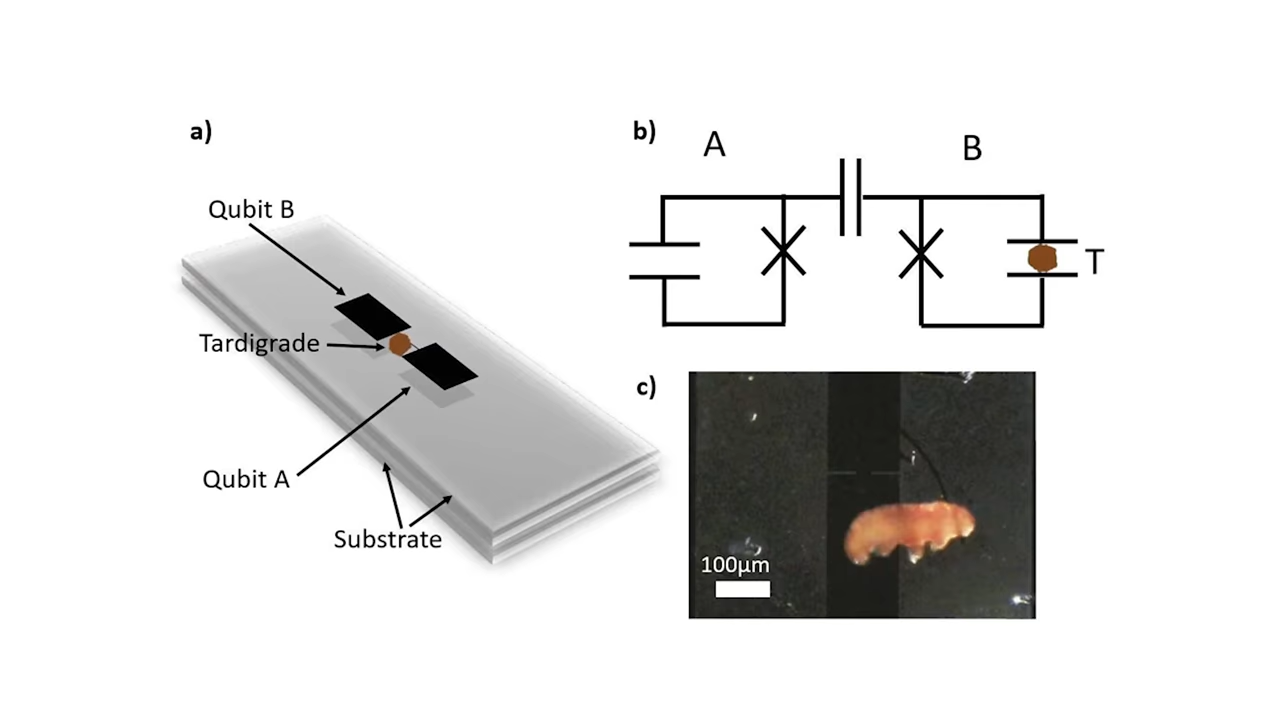 a)
Qubit B
Tardigrade
Qubit A
Substrate
b)
A
B
T
c)
100μm